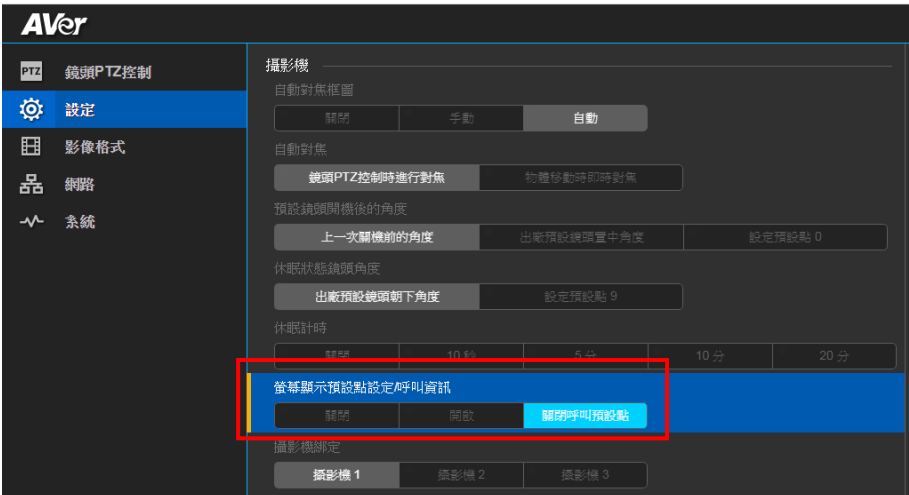 AVer
PTZ 鏡頭PTZ控制
設定
影像格式
網路
系統
攝影機
自動對焦框圖
關閉 手動 自動
自動對焦
鏡頭PTZ控制時進行對焦 物體移動時即時對焦
預設鏡頭開機後的角度
上一次關機前的角度 出廠預設鏡頭置中角度 設定預設點 0
休眠狀態鏡頭角度
出廠預設鏡頭朝下角度 設定預設點 9
休眠計時
關閉 10 秒 5 分 10 分 20 分
螢幕顯示預設點設定/呼叫資訊
關閉 開啟 關閉呼叫預設點
攝影機綁定
攝影機 1 攝影機 2 攝影機 3